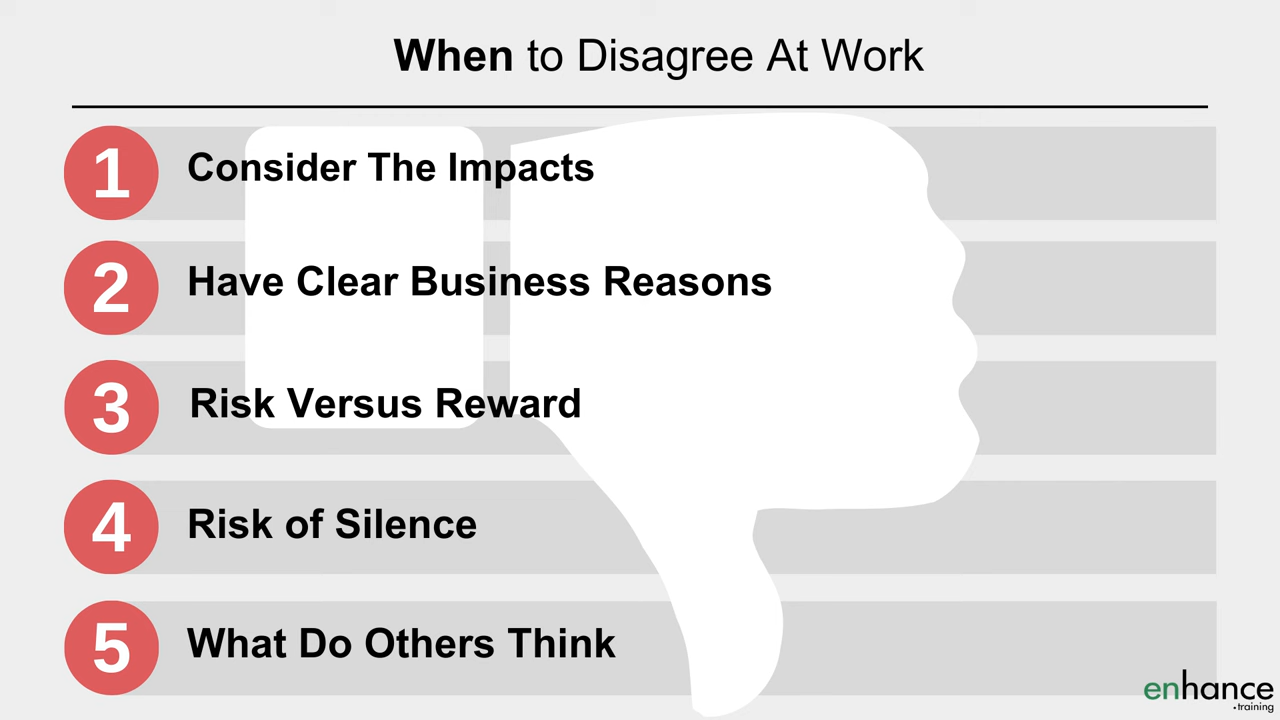 When to Disagree At Work
1 Consider The Impacts
2 Have Clear Business Reasons
3 Risk Versus Reward
4 Risk of Silence
5 What Do Others Think
enhance
.training